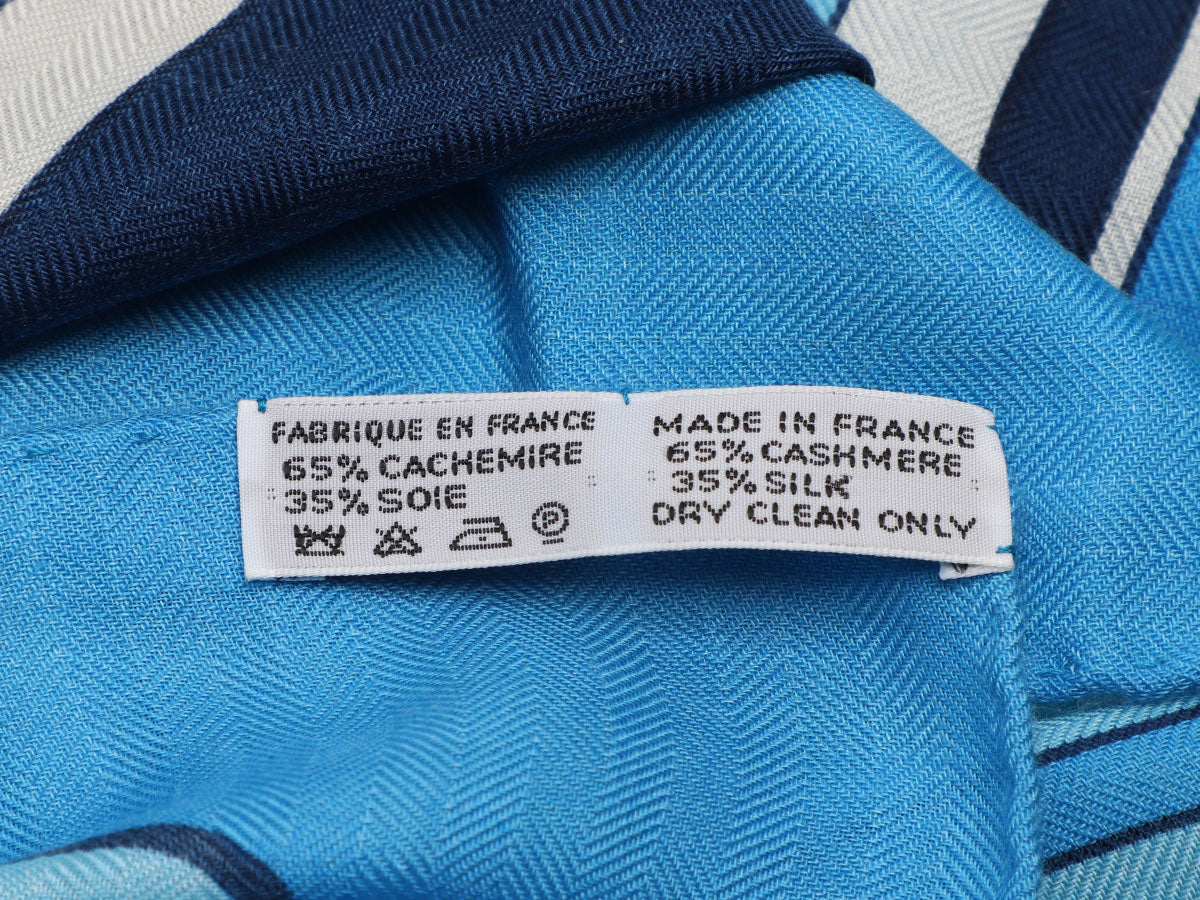 FABRIQUE EN FRANCE
65% CACHEMIRE
35% SOIE
P
MADE IN FRANCE
65% CASHMERE
35% SILK
DRY CLEAN ONLY